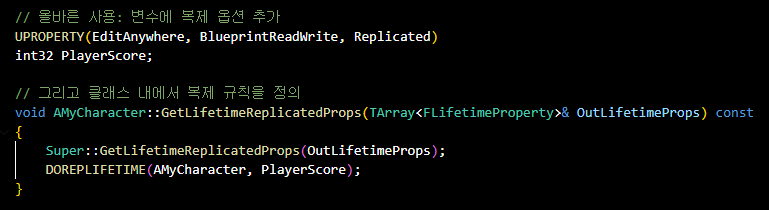 // 올바른 사용: 변수에 복제 옵션 추가
UPROPERTY(EditAnywhere, BlueprintReadWrite, Replicated)
int32 PlayerScore;
// 그리고 클래스 내에서 복제 규칙을 정의
void AMyCharacter::GetLifetimeReplicatedProps(TArray<FLifetimeProperty>& OutLifetimeProps) const
{
Super::GetLifetimeReplicatedProps(OutLifetimeProps);
DOREPLIFETIME(AMyCharacter, PlayerScore);
}